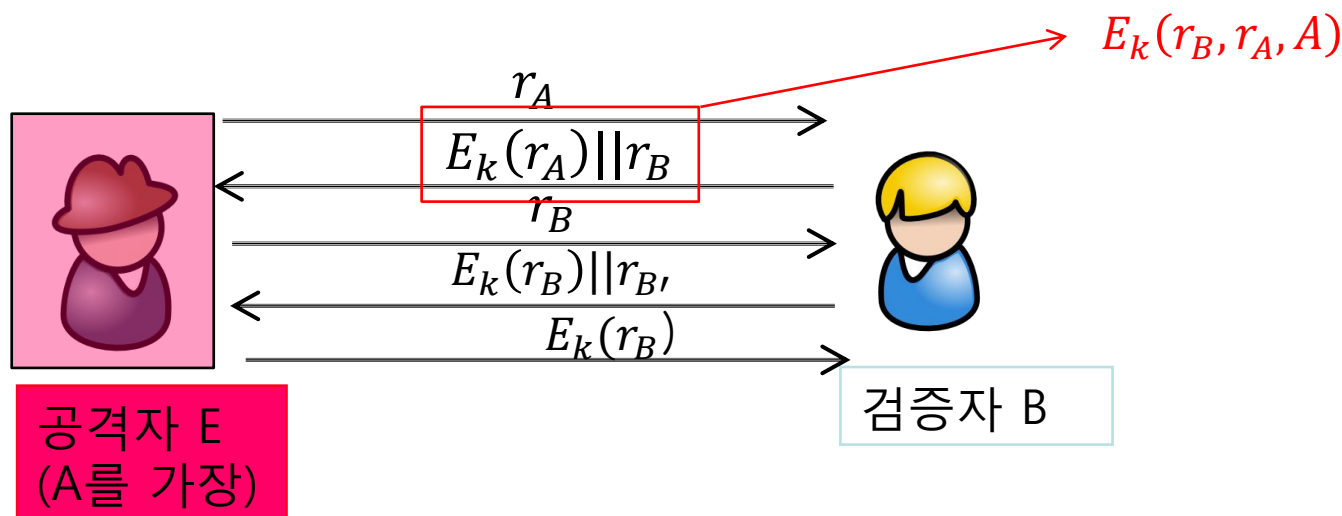 E_k(r_B, r_A, A)
r_A
E_k(r_A)||r_B
r_B
E_k(r_B)||r_B'
E_k(r_B)
공격자 E
(A를 가장)
검증자 B